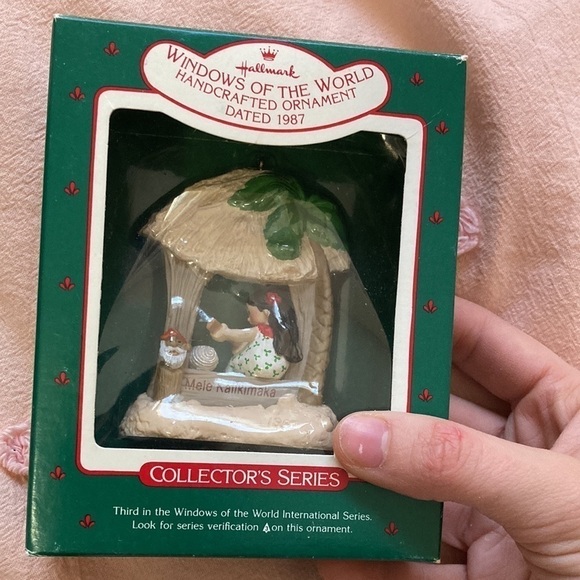 Hallmark
WINDOWS OF THE WORLD
HANDCRAFTED ORNAMENT
DATED 1987
Mele Kalikimaka
COLLECTOR'S SERIES
Third in the Windows of the World International Series.
Look for series verification on this ornament.